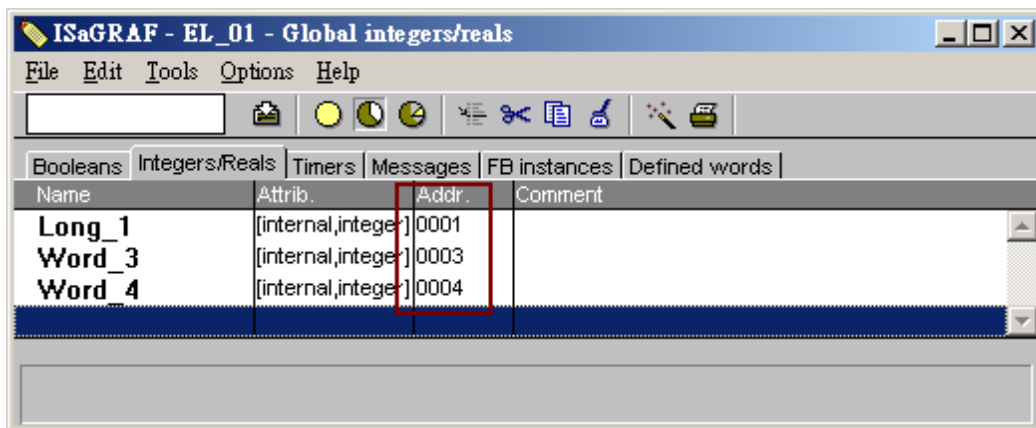 ISaGRAF - EL_01 - Global integers/reals
File Edit Tools Options Help
Booleans Integers/Reals Timers Messages FB instances Defined words
Name Attrib. Addr. Comment
Long_1 [internal,integer] 0001
Word_3 [internal,integer] 0003
Word_4 [internal,integer] 0004